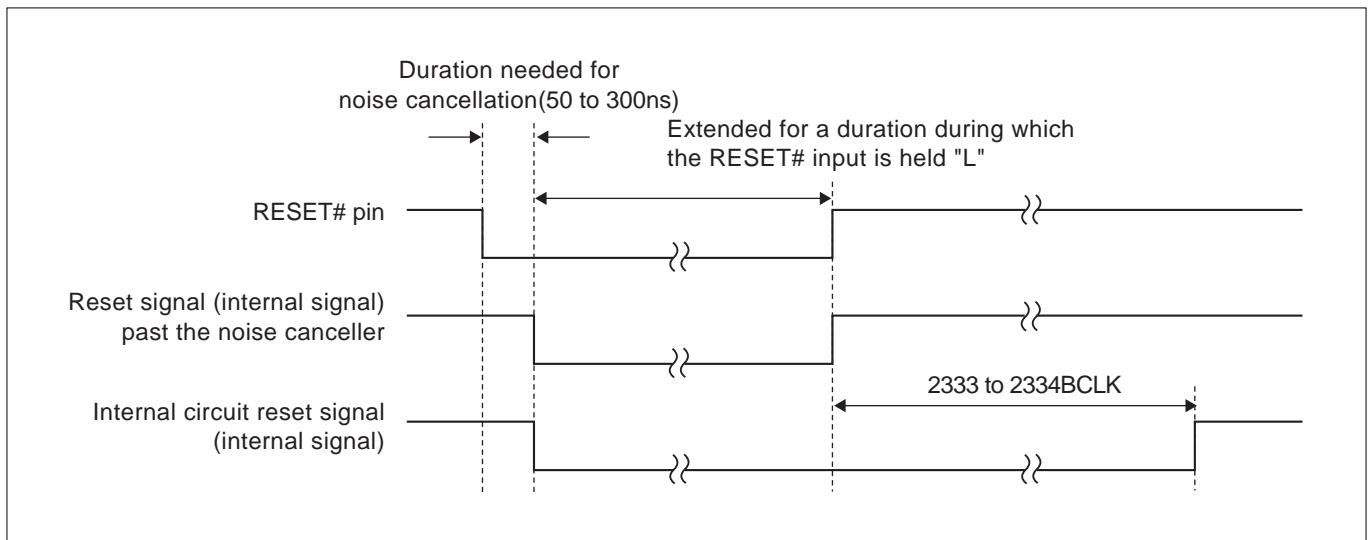 Duration needed for
noise cancellation(50 to 300ns)
Extended for a duration during which
the RESET# input is held "L"
RESET# pin
Reset signal (internal signal)
past the noise canceller
2333 to 2334BCLK
Internal circuit reset signal
(internal signal)